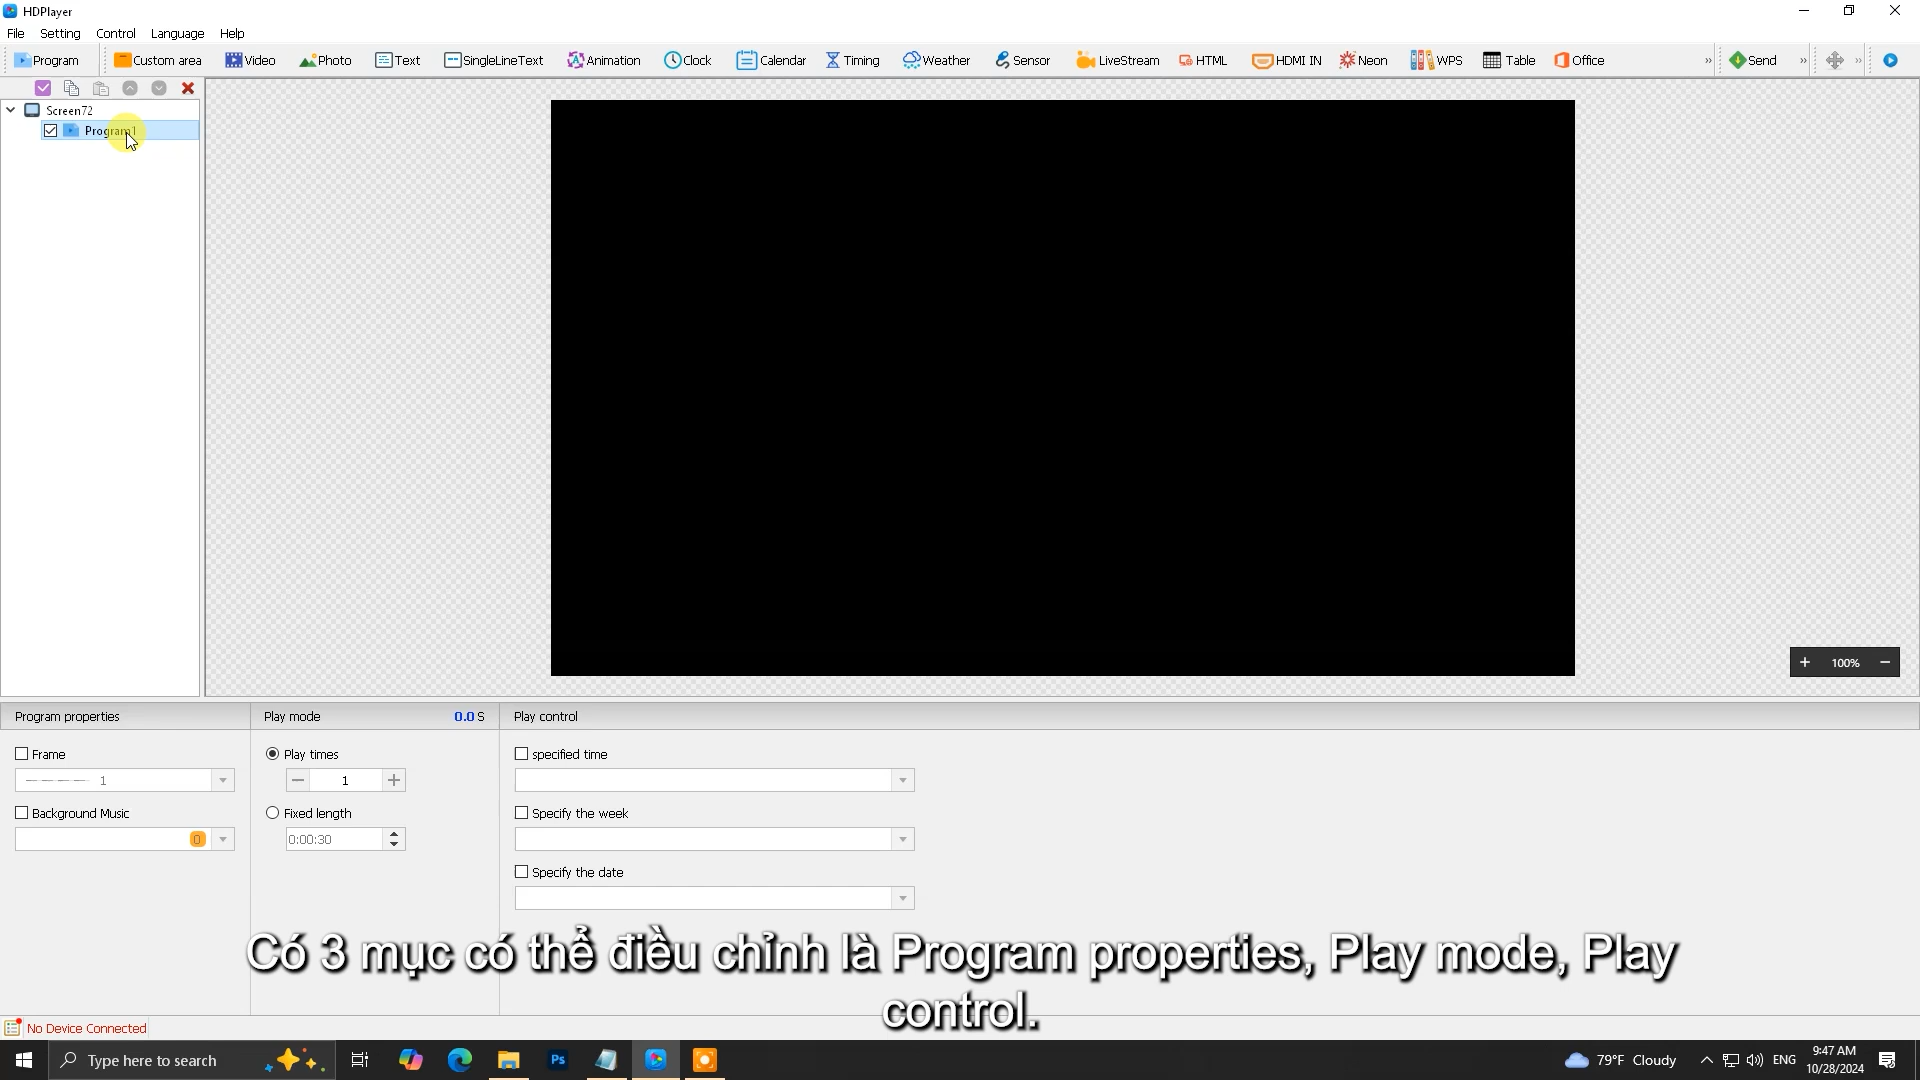 HDPlayer
File Setting Control Language Help
Program Custom area Video Photo Text SingleLineText Animation Clock Calendar Timing Weather Sensor LiveStream HTML HDMI IN Neon WPS Table Office » Send » »
Screen72
Program1
+ 100% −
Program properties Play mode 0.0 S Play control
Frame Play times specified time
1 − 1 +
Background Music Fixed length Specify the week
0 0:00:30
Specify the date
Có 3 mục có thể điều chỉnh là Program properties, Play mode, Play
control.
No Device Connected
Type here to search Ps 79°F Cloudy ENG 9:47 AM
10/28/2024